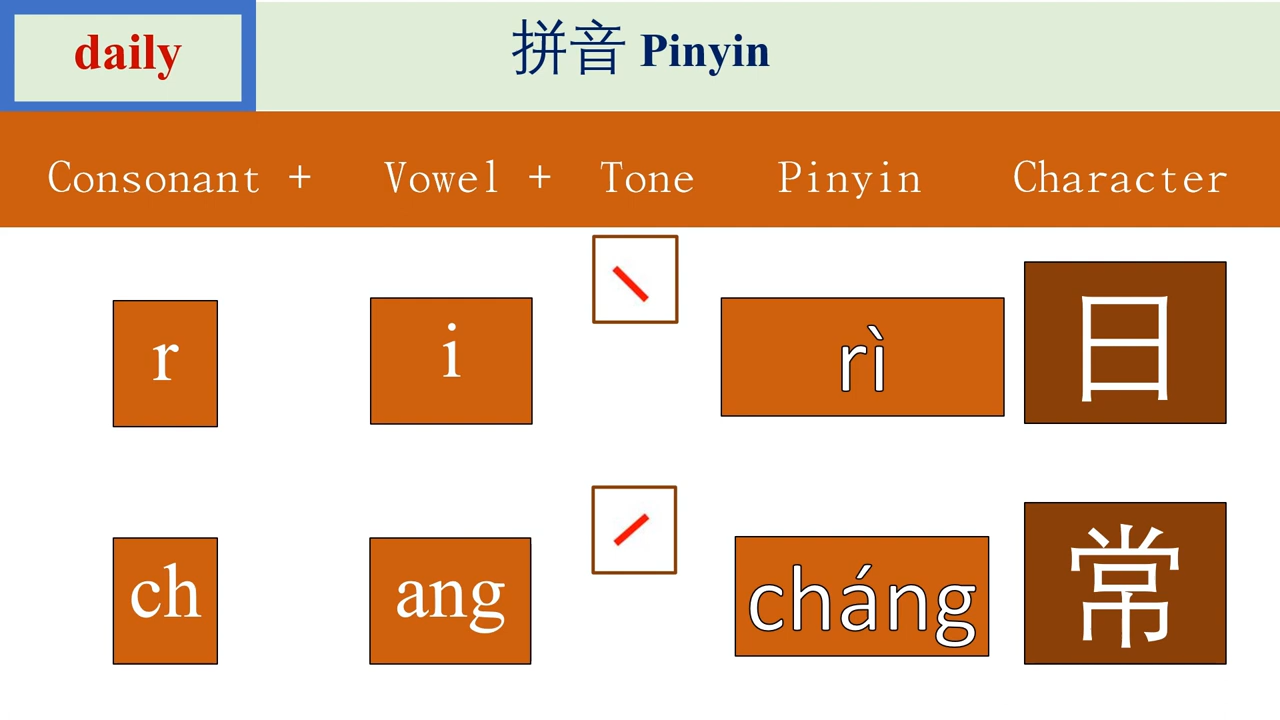 daily
拼音 Pinyin
Consonant + Vowel + Tone Pinyin Character
r i rì 日
ch ang cháng 常